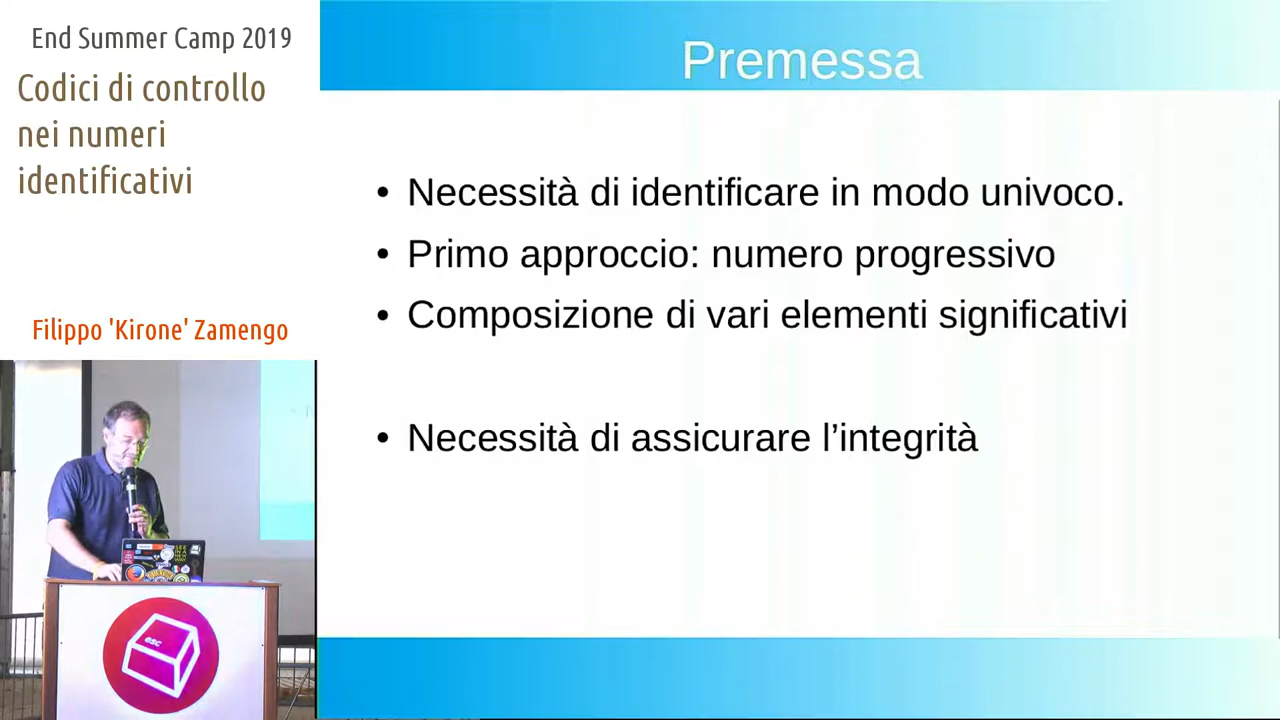 End Summer Camp 2019
Codici di controllo
nei numeri
identificativi
Filippo 'Kirone' Zamengo
Premessa
• Necessità di identificare in modo univoco.
• Primo approccio: numero progressivo
• Composizione di vari elementi significativi
• Necessità di assicurare l’integrità
esc